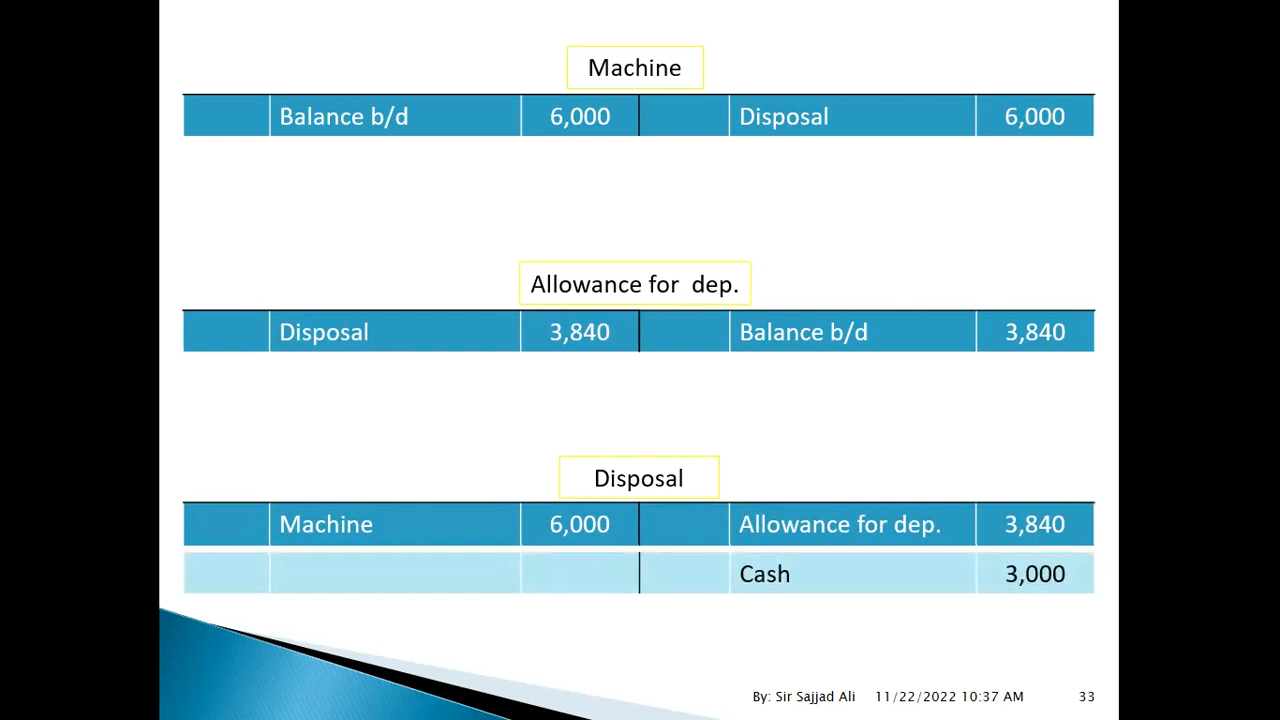 Machine
Balance b/d 6,000 Disposal 6,000
Allowance for dep.
Disposal 3,840 Balance b/d 3,840
Disposal
Machine 6,000 Allowance for dep. 3,840
Cash 3,000
By: Sir Sajjad Ali 11/22/2022 10:37 AM 33